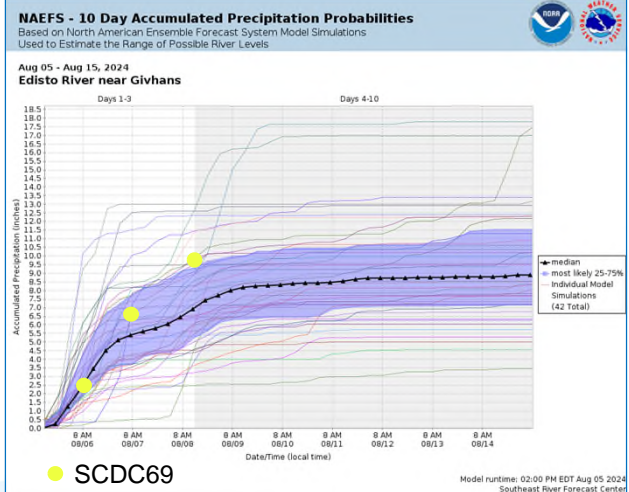 NAEFS - 10 Day Accumulated Precipitation Probabilities
Based on North American Ensemble Forecast System Model Simulations
Used to Estimate the Range of Possible River Levels
NOAA
Aug 05 - Aug 15, 2024
Edisto River near Givhans
Days 1-3
Days 4-10
Accumulated Precipitation (inches)
18.5
18.0
17.5
17.0
16.5
16.0
15.5
15.0
14.5
14.0
13.5
13.0
12.5
12.0
11.5
11.0
10.5
10.0
9.5
9.0
8.5
8.0
7.5
7.0
6.5
6.0
5.5
5.0
4.5
4.0
3.5
3.0
2.5
2.0
1.5
1.0
0.5
0.0
median
most likely 25-75%
Individual Model
Simulations
(42 Total)
8 AM 8 AM 8 AM 8 AM 8 AM 8 AM 8 AM 8 AM 8 AM
08/06 08/07 08/08 08/09 08/10 08/11 08/12 08/13 08/14
Date/Time (local time)
SCDC69
Model runtime: 02:00 PM EDT Aug 05 2024
Southeast River Forecast Center